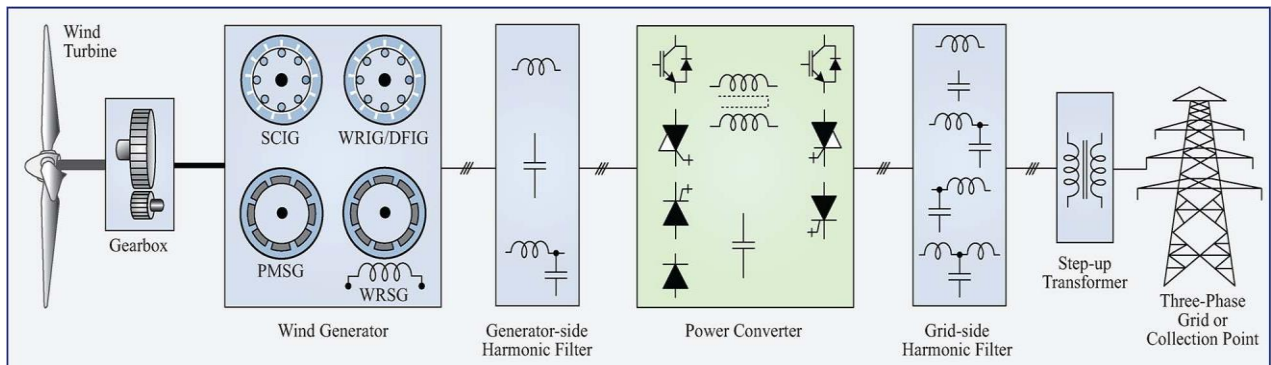 Wind
Turbine
Gearbox
SCIG
WRIG/DFIG
PMSG
WRSG
Wind Generator
Generator-side
Harmonic Filter
Power Converter
Grid-side
Harmonic Filter
Step-up
Transformer
Three-Phase
Grid or
Collection Point